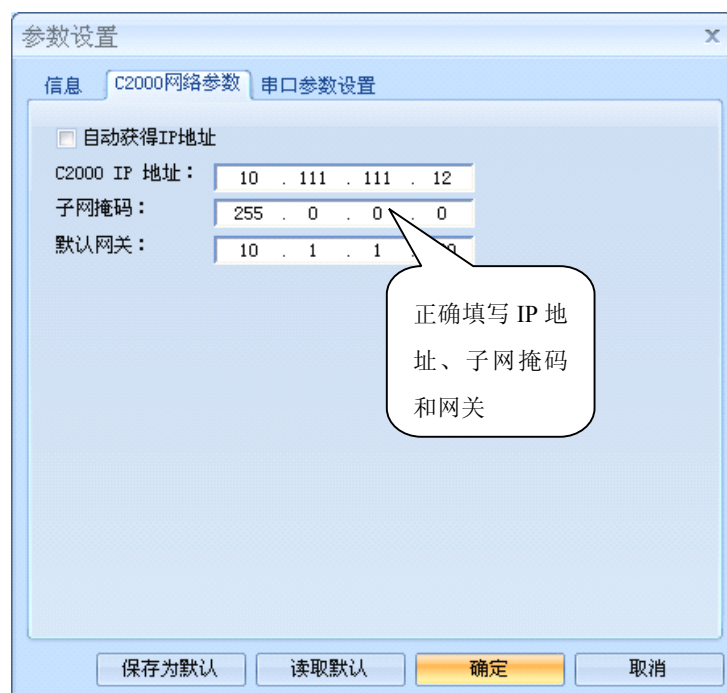 参数设置
信息 C2000网络参数 串口参数设置
自动获得IP地址
C2000 IP 地址: 10 . 111 . 111 . 12
子网掩码: 255 . 0 . 0 . 0
默认网关: 10 . 1 . 1 .
正确填写 IP 地
址、子网掩码
和网关
保存为默认 读取默认 确定 取消